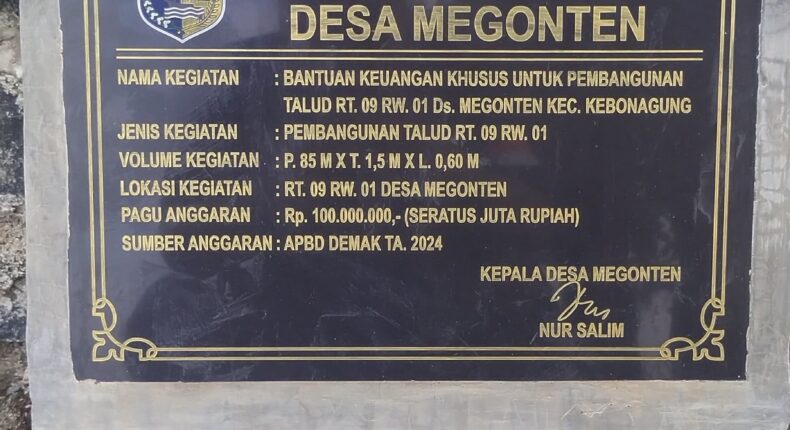 DESA MEGONTEN
NAMA KEGIATAN : BANTUAN KEUANGAN KHUSUS UNTUK PEMBANGUNAN
TALUD RT. 09 RW. 01 Ds. MEGONTEN KEC. KEBONAGUNG
JENIS KEGIATAN : PEMBANGUNAN TALUD RT. 09 RW. 01
VOLUME KEGIATAN : P. 85 M X T. 1,5 M X L. 0,60 M
LOKASI KEGIATAN : RT. 09 RW. 01 DESA MEGONTEN
PAGU ANGGARAN : Rp. 100.000.000,- (SERATUS JUTA RUPIAH)
SUMBER ANGGARAN : APBD DEMAK TA. 2024
KEPALA DESA MEGONTEN
NUR SALIM